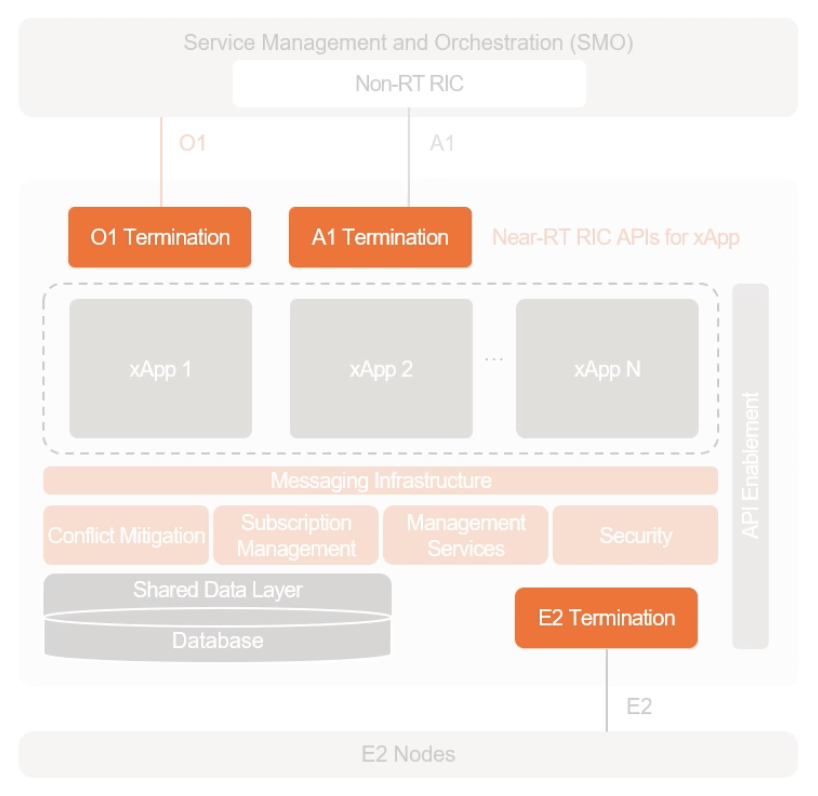 Service Management and Orchestration (SMO)
Non-RT RIC
O1
A1
O1 Termination
A1 Termination
Near-RT RIC APIs for xApp
xApp 1
xApp 2
...
xApp N
API Enablement
Messaging Infrastructure
Conflict Mitigation
Subscription
Management
Management
Services
Security
Shared Data Layer
Database
E2 Termination
E2
E2 Nodes